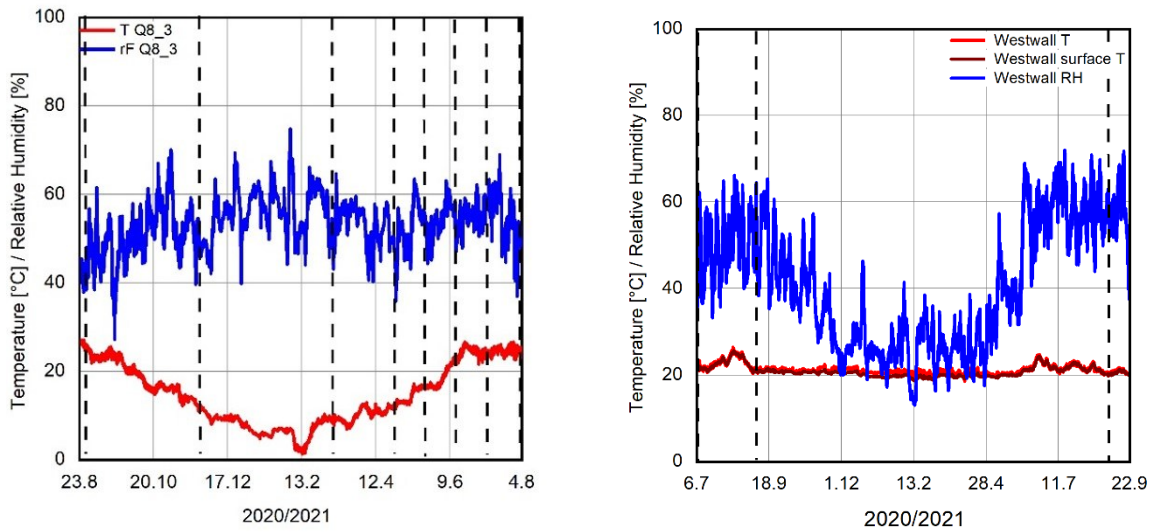 100
80
60
40
20
0
Temperature [°C] / Relative Humidity [%]
T Q8_3
rF Q8_3
23.8 20.10 17.12 13.2 12.4 9.6 4.8
2020/2021
100
80
60
40
20
0
Temperature [°C] / Relative Humidity [%]
Westwall T
Westwall surface T
Westwall RH
6.7 18.9 1.12 13.2 28.4 11.7 22.9
2020/2021